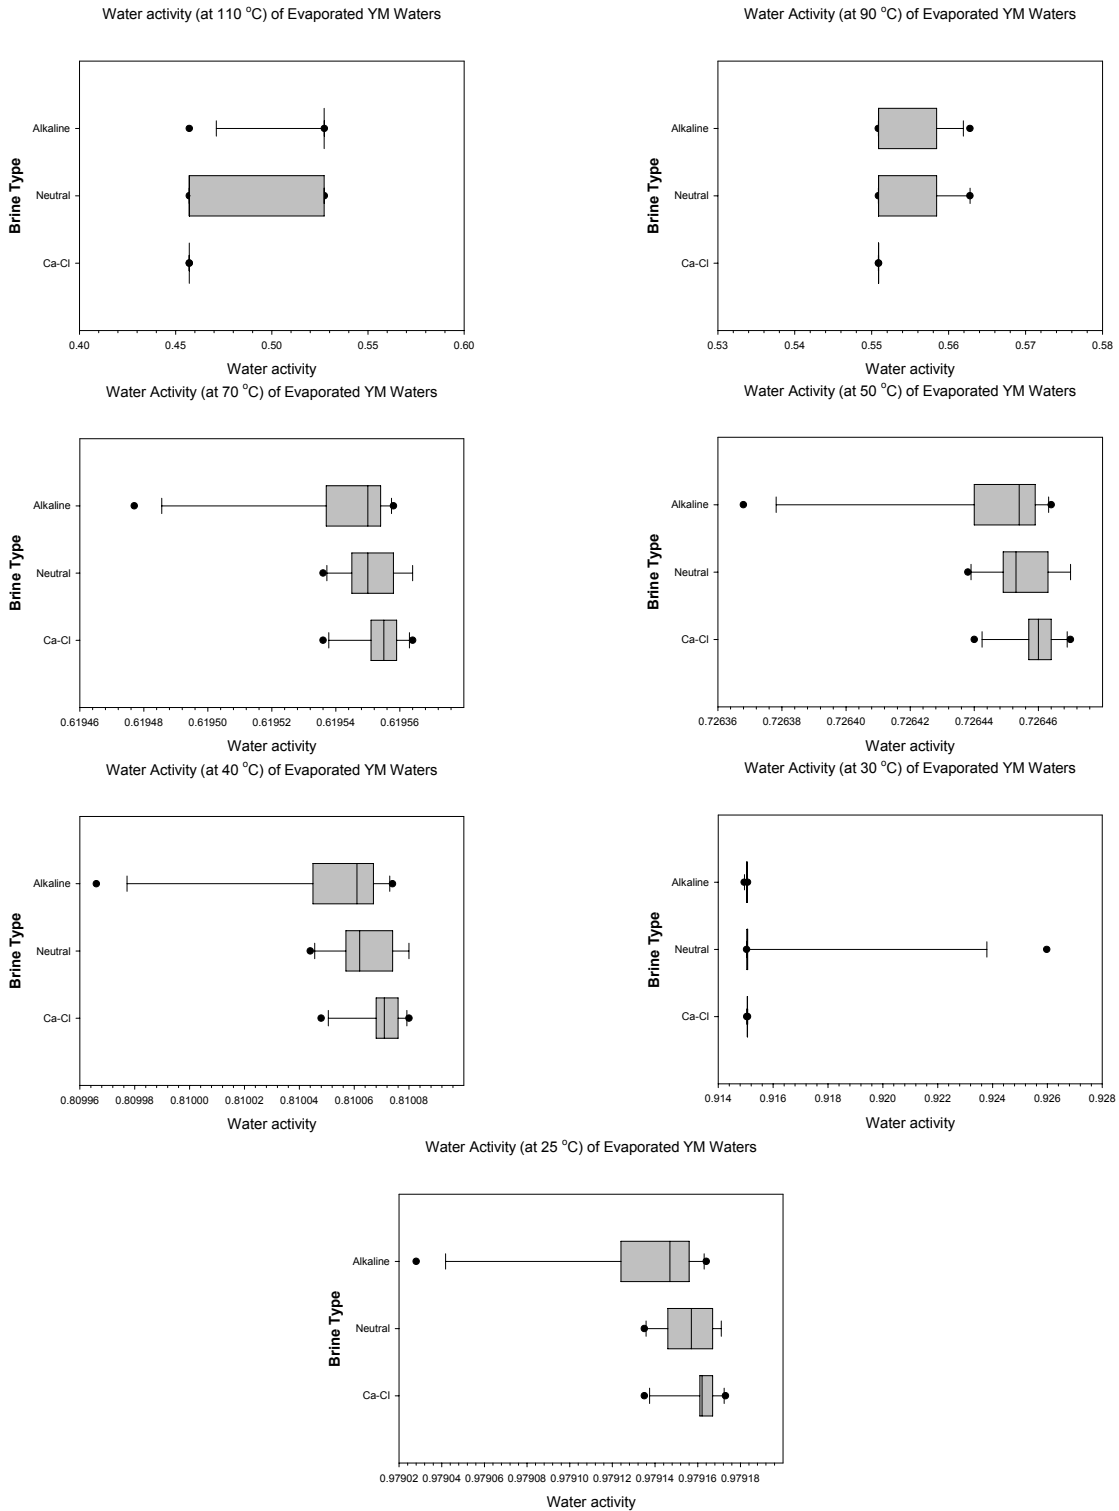 Water activity (at 110 °C) of Evaporated YM Waters
Brine Type
Alkaline
Neutral
Ca-Cl
0.40 0.45 0.50 0.55 0.60
Water activity
Water Activity (at 90 °C) of Evaporated YM Waters
Brine Type
Alkaline
Neutral
Ca-Cl
0.53 0.54 0.55 0.56 0.57 0.58
Water activity
Water Activity (at 70 °C) of Evaporated YM Waters
Brine Type
Alkaline
Neutral
Ca-Cl
0.61946 0.61948 0.61950 0.61952 0.61954 0.61956
Water activity
Water Activity (at 50 °C) of Evaporated YM Waters
Brine Type
Alkaline
Neutral
Ca-Cl
0.72636 0.72638 0.72640 0.72642 0.72644 0.72646
Water activity
Water Activity (at 40 °C) of Evaporated YM Waters
Brine Type
Alkaline
Neutral
Ca-Cl
0.80996 0.80998 0.81000 0.81002 0.81004 0.81006 0.81008
Water activity
Water Activity (at 30 °C) of Evaporated YM Waters
Brine Type
Alkaline
Neutral
Ca-Cl
0.914 0.916 0.918 0.920 0.922 0.924 0.926 0.928
Water activity
Water Activity (at 25 °C) of Evaporated YM Waters
Brine Type
Alkaline
Neutral
Ca-Cl
0.97902 0.97904 0.97906 0.97908 0.97910 0.97912 0.97914 0.97916 0.97918
Water activity